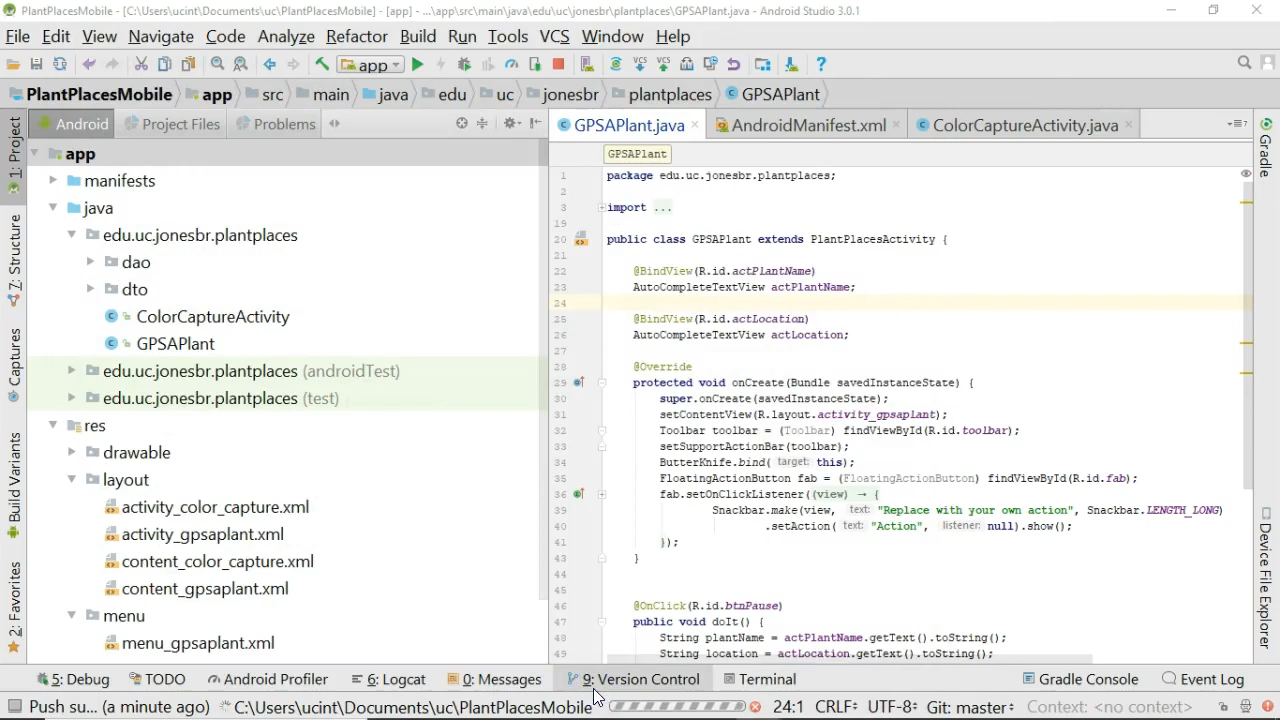 PlantPlacesMobile - [C:\Users\ucint\Documents\uc\PlantPlacesMobile] - [app] - ...\app\src\main\java\edu\uc\jonesbr\plantplaces\GPSAPlant.java - Android Studio 3.0.1
File Edit View Navigate Code Analyze Refactor Build Run Tools VCS Window Help
app
PlantPlacesMobile app src main java edu uc jonesbr plantplaces GPSAPlant
1: Project
Z: Structure
Captures
Build Variants
2: Favorites
Android Project Files Problems
app
manifests
java
edu.uc.jonesbr.plantplaces
dao
dto
ColorCaptureActivity
GPSAPlant
edu.uc.jonesbr.plantplaces (androidTest)
edu.uc.jonesbr.plantplaces (test)
res
drawable
layout
activity_color_capture.xml
activity_gpsaplant.xml
content_color_capture.xml
content_gpsaplant.xml
menu
menu_gpsaplant.xml
GPSAPlant.java AndroidManifest.xml ColorCaptureActivity.java
GPSAPlant
1 package edu.uc.jonesbr.plantplaces;
2
3 import ...
19
20 public class GPSAPlant extends PlantPlacesActivity {
21
22 @BindView(R.id.actPlantName)
23 AutoCompleteTextView actPlantName;
24
25 @BindView(R.id.actLocation)
26 AutoCompleteTextView actLocation;
27
28 @Override
29 protected void onCreate(Bundle savedInstanceState) {
30 super.onCreate(savedInstanceState);
31 setContentView(R.layout.activity_gpsaplant);
32 Toolbar toolbar = (Toolbar) findViewById(R.id.toolbar);
33 setSupportActionBar(toolbar);
34 ButterKnife.bind( target: this);
35 FloatingActionButton fab = (FloatingActionButton) findViewById(R.id.fab);
36 fab.setOnClickListener((view) → {
39 Snackbar.make(view, text: "Replace with your own action", Snackbar.LENGTH_LONG)
40 .setAction( text: "Action", listener: null).show();
41 });
43 }
44
45
46 @OnClick(R.id.btnPause)
47 public void doIt() {
48 String plantName = actPlantName.getText().toString();
49 String location = actLocation.getText().toString();
Gradle
Device File Explorer
5: Debug TODO Android Profiler 6: Logcat 0: Messages 9: Version Control Terminal Gradle Console Event Log
Push su... (a minute ago) C:\Users\ucint\Documents\uc\PlantPlacesMobile 24:1 CRLF÷ UTF-8÷ Git: master÷ Context: <no context>